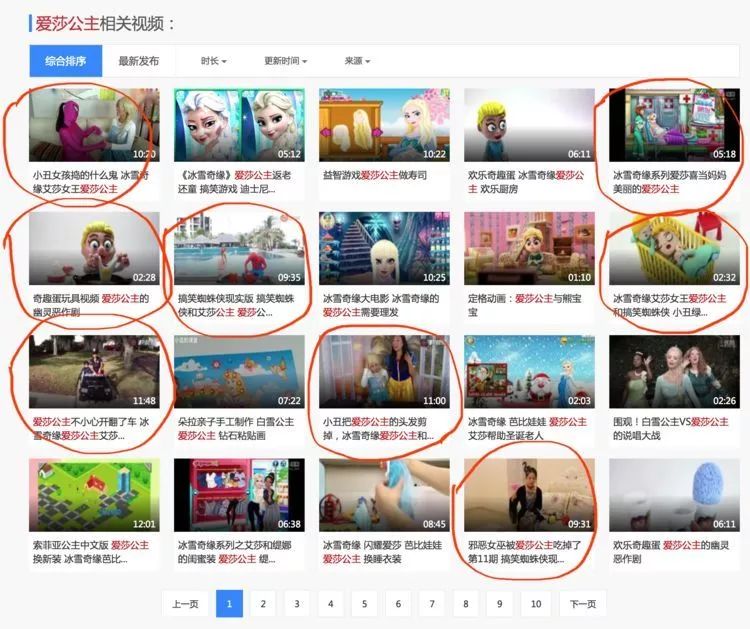 爱莎公主相关视频：
综合排序 最新发布 时长 更新时间 来源
10:20 05:12 10:22 06:11 05:18
小丑女孩捣的什么鬼 冰雪奇缘艾莎女王爱莎公主
《冰雪奇缘》爱莎公主返老还童 搞笑游戏 迪士尼...
益智游戏爱莎公主做寿司
欢乐奇趣蛋 冰雪奇缘爱莎公主 欢乐厨房
冰雪奇缘系列爱莎喜当妈妈 美丽的爱莎公主
02:28 09:35 10:25 01:10 02:32
奇趣蛋玩具视频 爱莎公主的幽灵恶作剧
搞笑蜘蛛侠现实版 搞笑蜘蛛侠和艾莎公主 爱莎公...
冰雪奇缘大电影 冰雪奇缘的爱莎公主需要理发
定格动画：爱莎公主与熊宝宝
冰雪奇缘艾莎女王爱莎公主和搞笑蜘蛛侠 小丑绿...
11:48 07:22 11:00 02:03 02:26
爱莎公主不小心开翻了车 冰雪奇缘爱莎公主艾莎...
朵拉亲子手工制作 白雪公主 爱莎公主 钻石粘贴画
小丑把爱莎公主的头发剪掉，冰雪奇缘爱莎公主和...
冰雪奇缘 芭比娃娃 爱莎公主 艾莎帮助圣诞老人
围观！白雪公主VS爱莎公主的说唱大战
12:01 06:38 08:45 09:31 06:11
索菲亚公主中文版 爱莎公主换新装 冰雪奇缘芭比...
冰雪奇缘系列之艾莎和缇娜的闺蜜装 爱莎公主 缇...
冰雪奇缘 闪耀爱莎 芭比娃娃 爱莎公主 换睡衣装
邪恶女巫被爱莎公主吃掉了 第11期 搞笑蜘蛛侠现...
欢乐奇趣蛋 爱莎公主的幽灵恶作剧
上一页 1 2 3 4 5 6 7 8 9 10 下一页